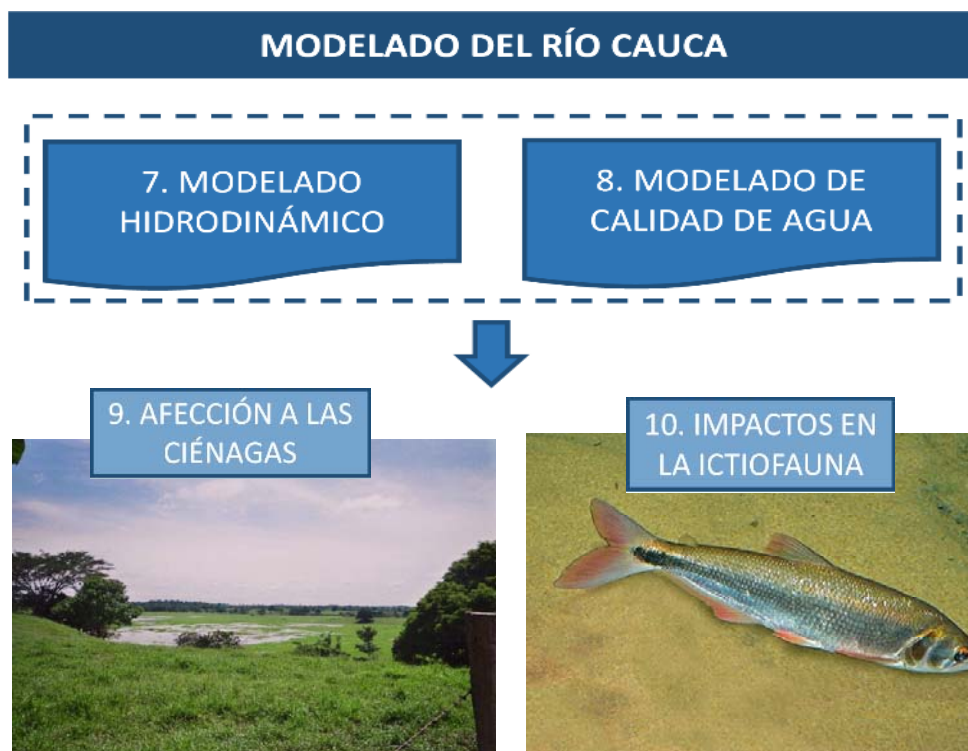 MODELADO DEL RÍO CAUCA
7. MODELADO
HIDRODINÁMICO
8. MODELADO DE
CALIDAD DE AGUA
9. AFECCIÓN A LAS
CIÉNAGAS
10. IMPACTOS EN
LA ICTIOFAUNA